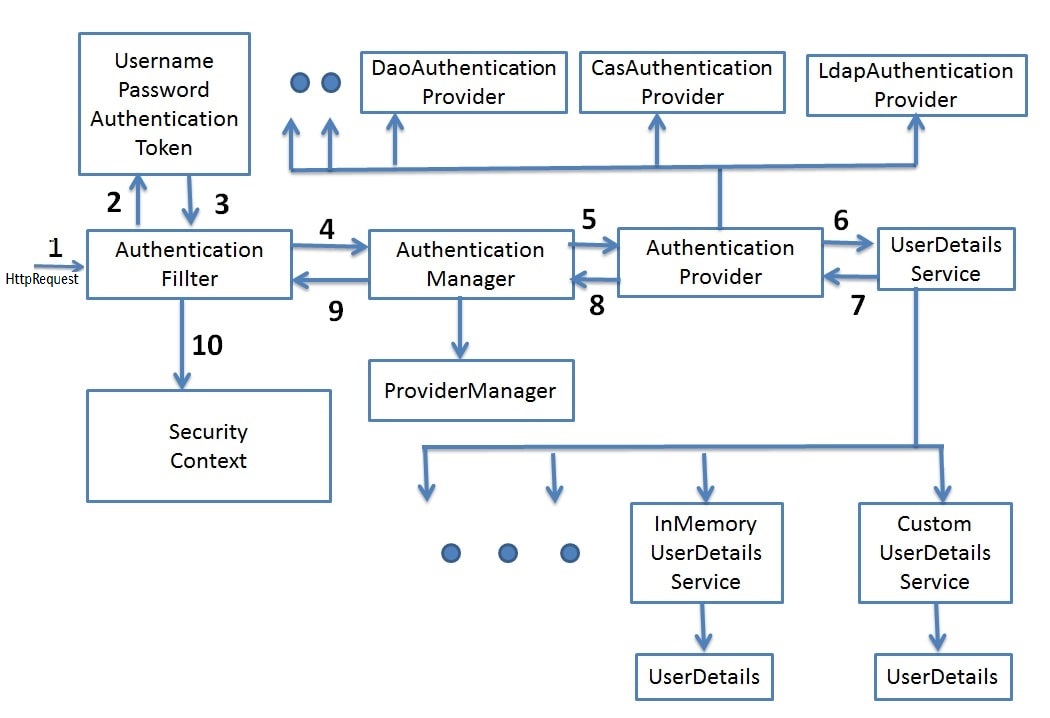 Username
Password
Authentication
Token
DaoAuthentication
Provider
CasAuthentication
Provider
LdapAuthentication
Provider
2
3
1
HttpRequest
Authentication
Fillter
4
9
Authentication
Manager
5
8
Authentication
Provider
6
7
UserDetails
Service
10
Security
Context
ProviderManager
InMemory
UserDetails
Service
Custom
UserDetails
Service
UserDetails
UserDetails